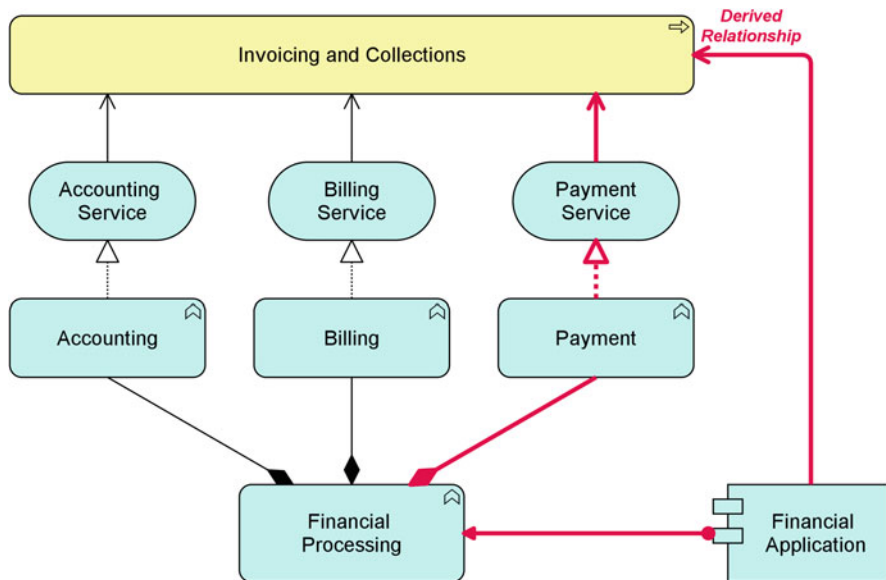 Derived
Relationship
Invoicing and Collections
Accounting
Service
Billing
Service
Payment
Service
Accounting
Billing
Payment
Financial
Processing
Financial
Application